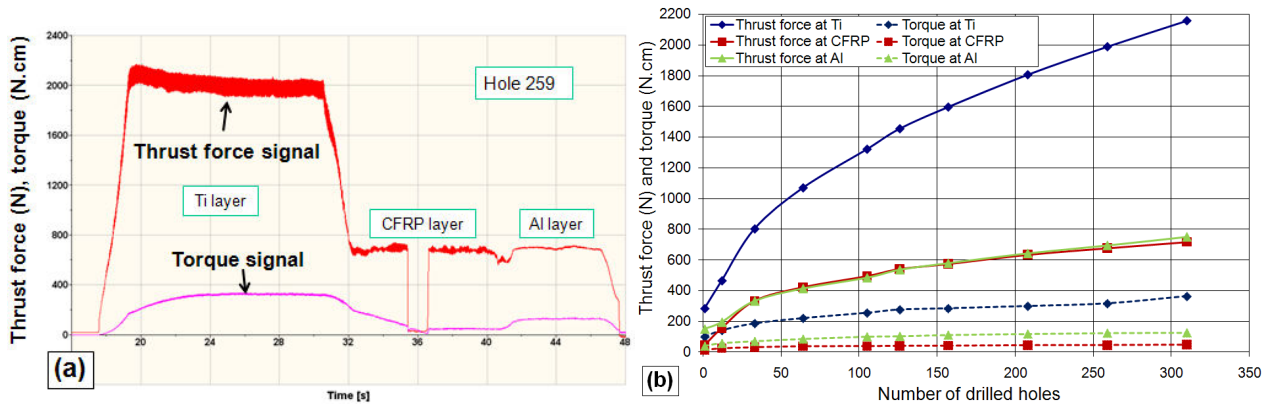 2400
2000
1600
1200
800
400
0
Thrust force (N), torque (N.cm)
Hole 259
Thrust force signal
Ti layer
CFRP layer
Al layer
Torque signal
20
24
28
32
36
40
44
48
Time [s]
(a)
2200
2000
1800
1600
1400
1200
1000
800
600
400
200
0
Thrust force (N) and torque (N.cm)
Thrust force at Ti
Torque at Ti
Thrust force at CFRP
Torque at CFRP
Thrust force at Al
Torque at Al
0
50
100
150
200
250
300
350
Number of drilled holes
(b)